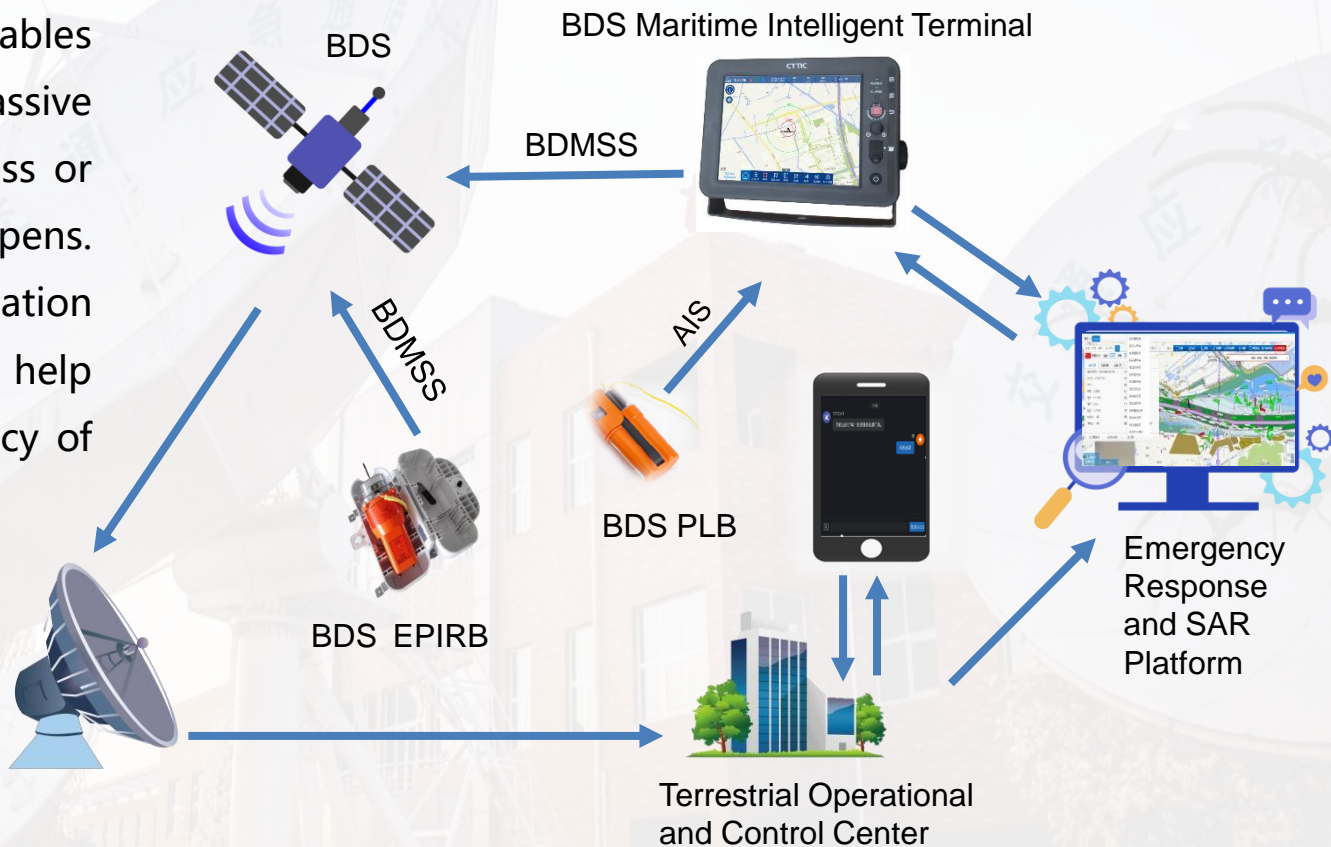 ables
assive
ss or
pens.
ation
help
cy of
BDS
BDS Maritime Intelligent Terminal
CTTIC
BDMSS
BDMSS
AIS
BDS PLB
BDS EPIRB
Emergency
Response
and SAR
Platform
Terrestrial Operational
and Control Center